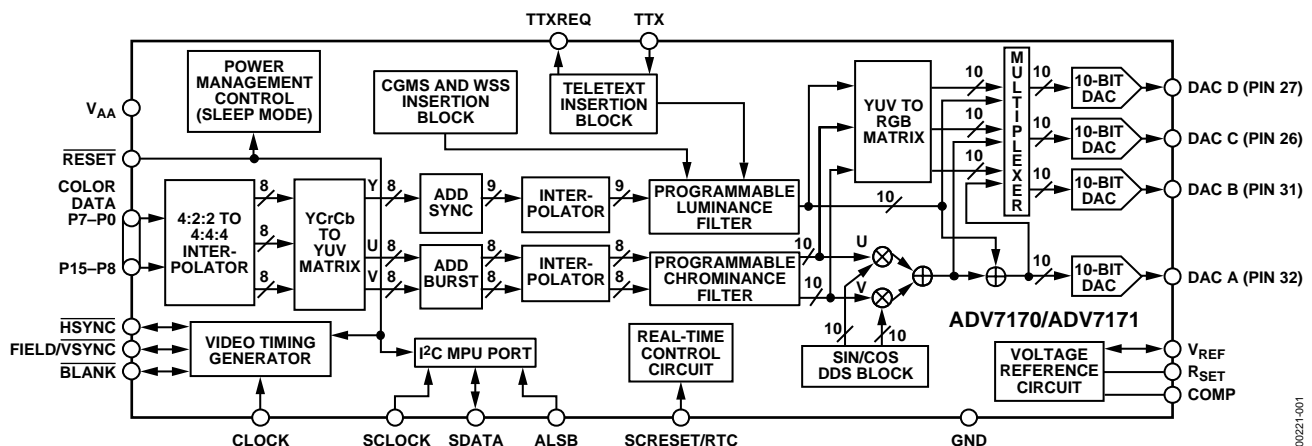 TTXREQ TTX
POWER
MANAGEMENT
CONTROL
(SLEEP MODE)
CGMS AND WSS
INSERTION
BLOCK
TELETEXT
INSERTION
BLOCK
YUV TO
RGB
MATRIX
10
10
10
MULTIPLEXER
10
10
10
10-BIT
DAC
DAC D (PIN 27)
10-BIT
DAC
DAC C (PIN 26)
10-BIT
DAC
DAC B (PIN 31)
VAA
RESET
COLOR
DATA
P7–P0
P15–P8
4:2:2 TO
4:4:4
INTER-
POLATOR
8
8
8
YCrCb
TO
YUV
MATRIX
Y 8
U 8
V 8
ADD
SYNC
9
INTER-
POLATOR
9
PROGRAMMABLE
LUMINANCE
FILTER
10
ADD
BURST
8
8
INTER-
POLATOR
8
8
PROGRAMMABLE
CHROMINANCE
FILTER
10
10
U
V
10
10-BIT
DAC
DAC A (PIN 32)
10
10
SIN/COS
DDS BLOCK
ADV7170/ADV7171
HSYNC
FIELD/VSYNC
BLANK
VIDEO TIMING
GENERATOR
I2C MPU PORT
REAL-TIME
CONTROL
CIRCUIT
VOLTAGE
REFERENCE
CIRCUIT
VREF
RSET
COMP
CLOCK SCLOCK SDATA ALSB SCRESET/RTC GND
00221-001